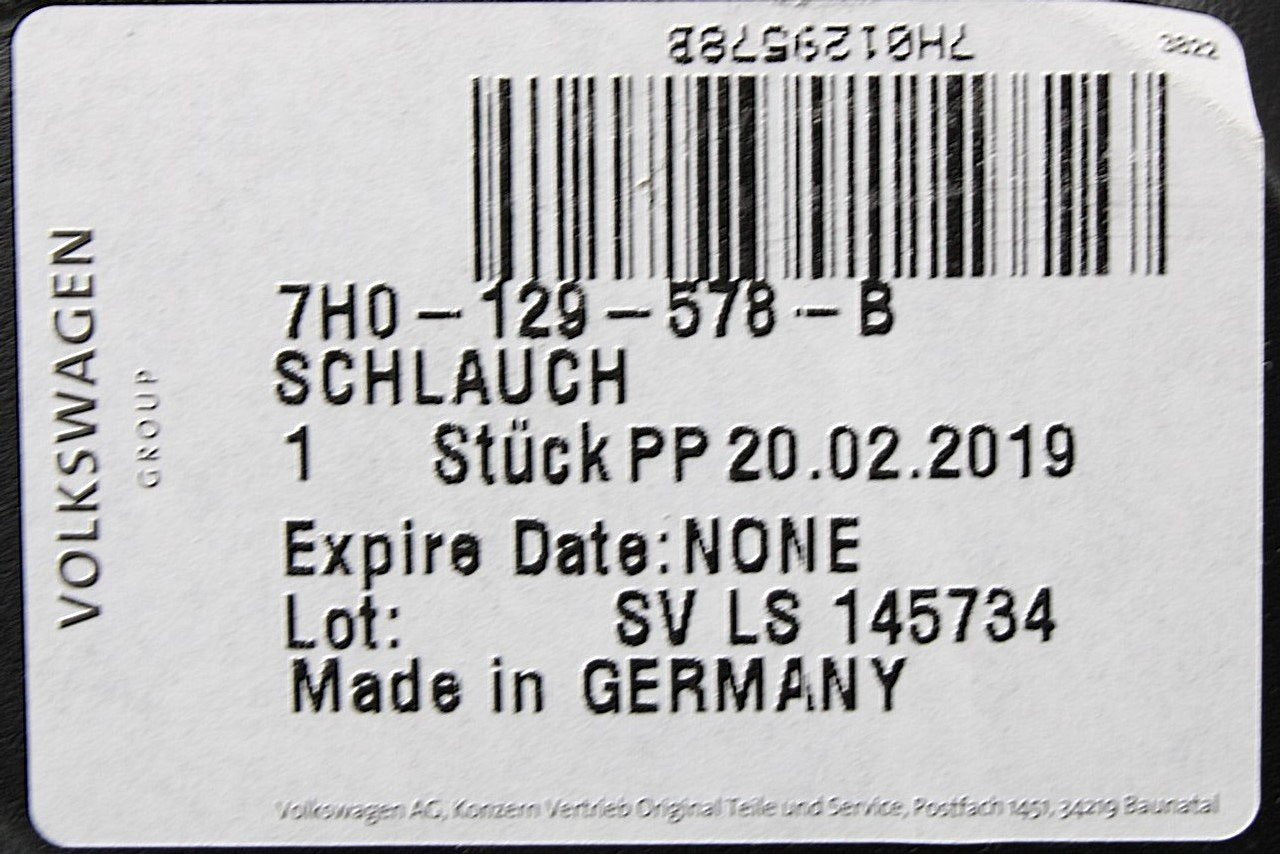 7H0129578B
3822
VOLKSWAGEN
GROUP
7H0-129-578-B
SCHLAUCH
1 Stück PP 20.02.2019
Expire Date:NONE
Lot: SV LS 145734
Made in GERMANY
Volkswagen AG, Konzern Vertrieb Original Teile und Service, Postfach 1451, 34219 Baunatal